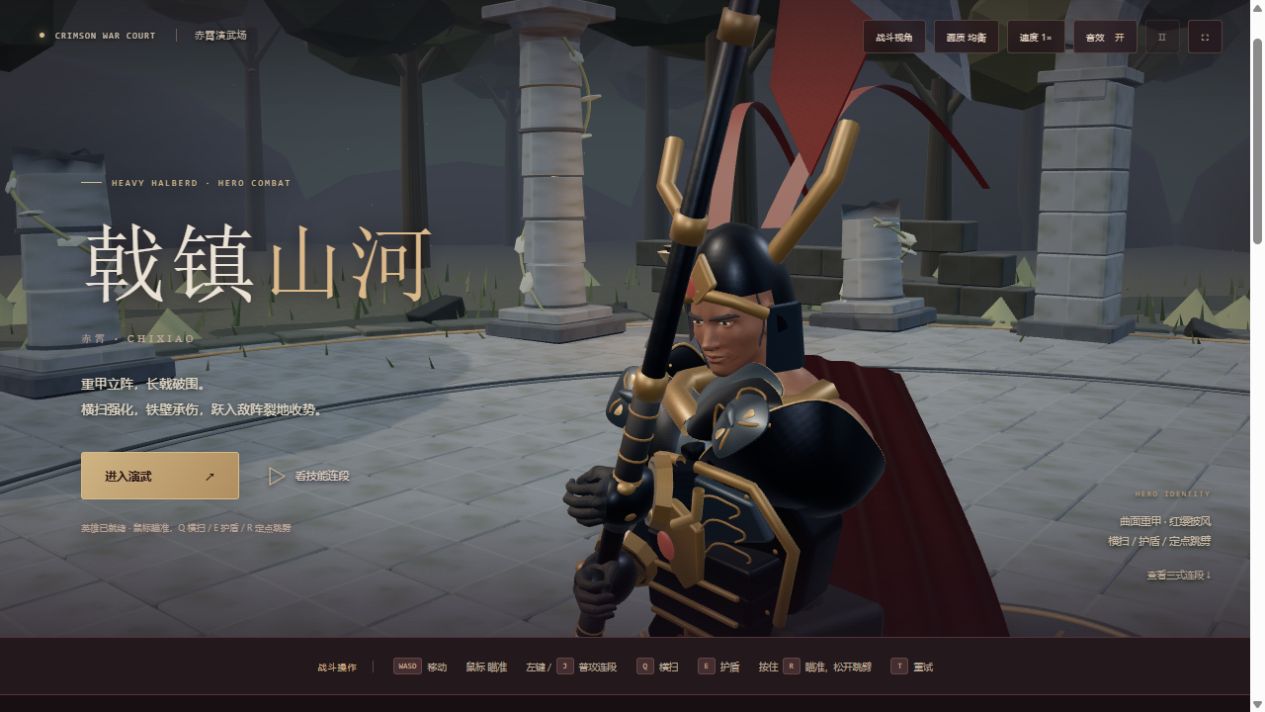 CRIMSON WAR COURT
赤霄演武场
战斗视角
画质 均衡
速度 1×
音效 开
HEAVY HALBERD · HERO COMBAT
戟镇山河
赤霄 · CHIXIAO
重甲立阵，长戟破围。
横扫强化，铁壁承伤，跃入敌阵裂地收势。
进入演武 ↗
看技能连段
英雄已就绪 · 鼠标瞄准，Q 横扫 / E 护盾 / R 定点跳劈
HERO IDENTITY
曲面重甲 · 红缨披风
横扫 / 护盾 / 定点跳劈
查看三式连段 ↓
战斗操作
WASD 移动
鼠标 瞄准
左键 / J 普攻连段
Q 横扫
E 护盾
按住 R 瞄准，松开跳劈
T 重试